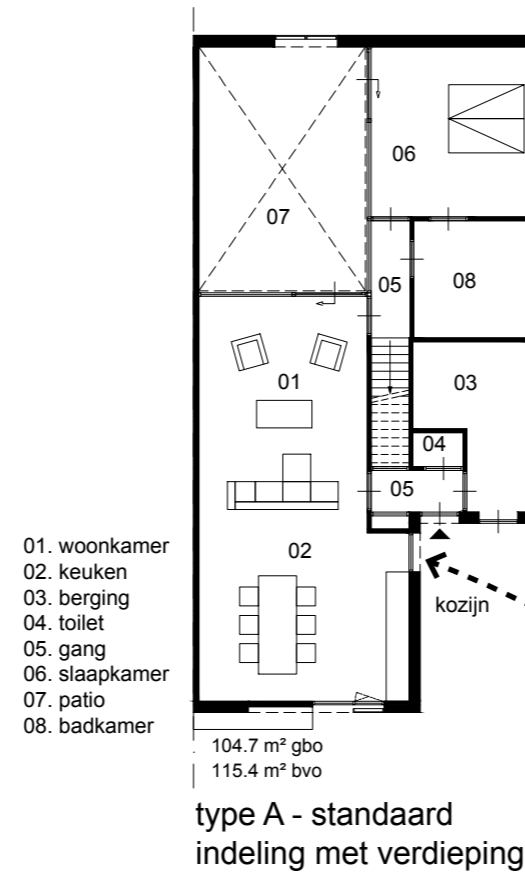 06
07
05
08
01
03
04
05
02
01. woonkamer
02. keuken
03. berging
04. toilet
05. gang
06. slaapkamer
07. patio
08. badkamer
kozijn
104.7 m² gbo
115.4 m² bvo
type A - standaard
indeling met verdieping